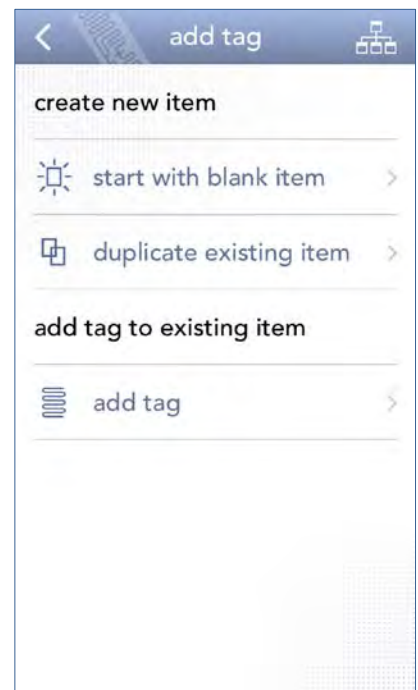 add tag
create new item
start with blank item
duplicate existing item
add tag to existing item
add tag